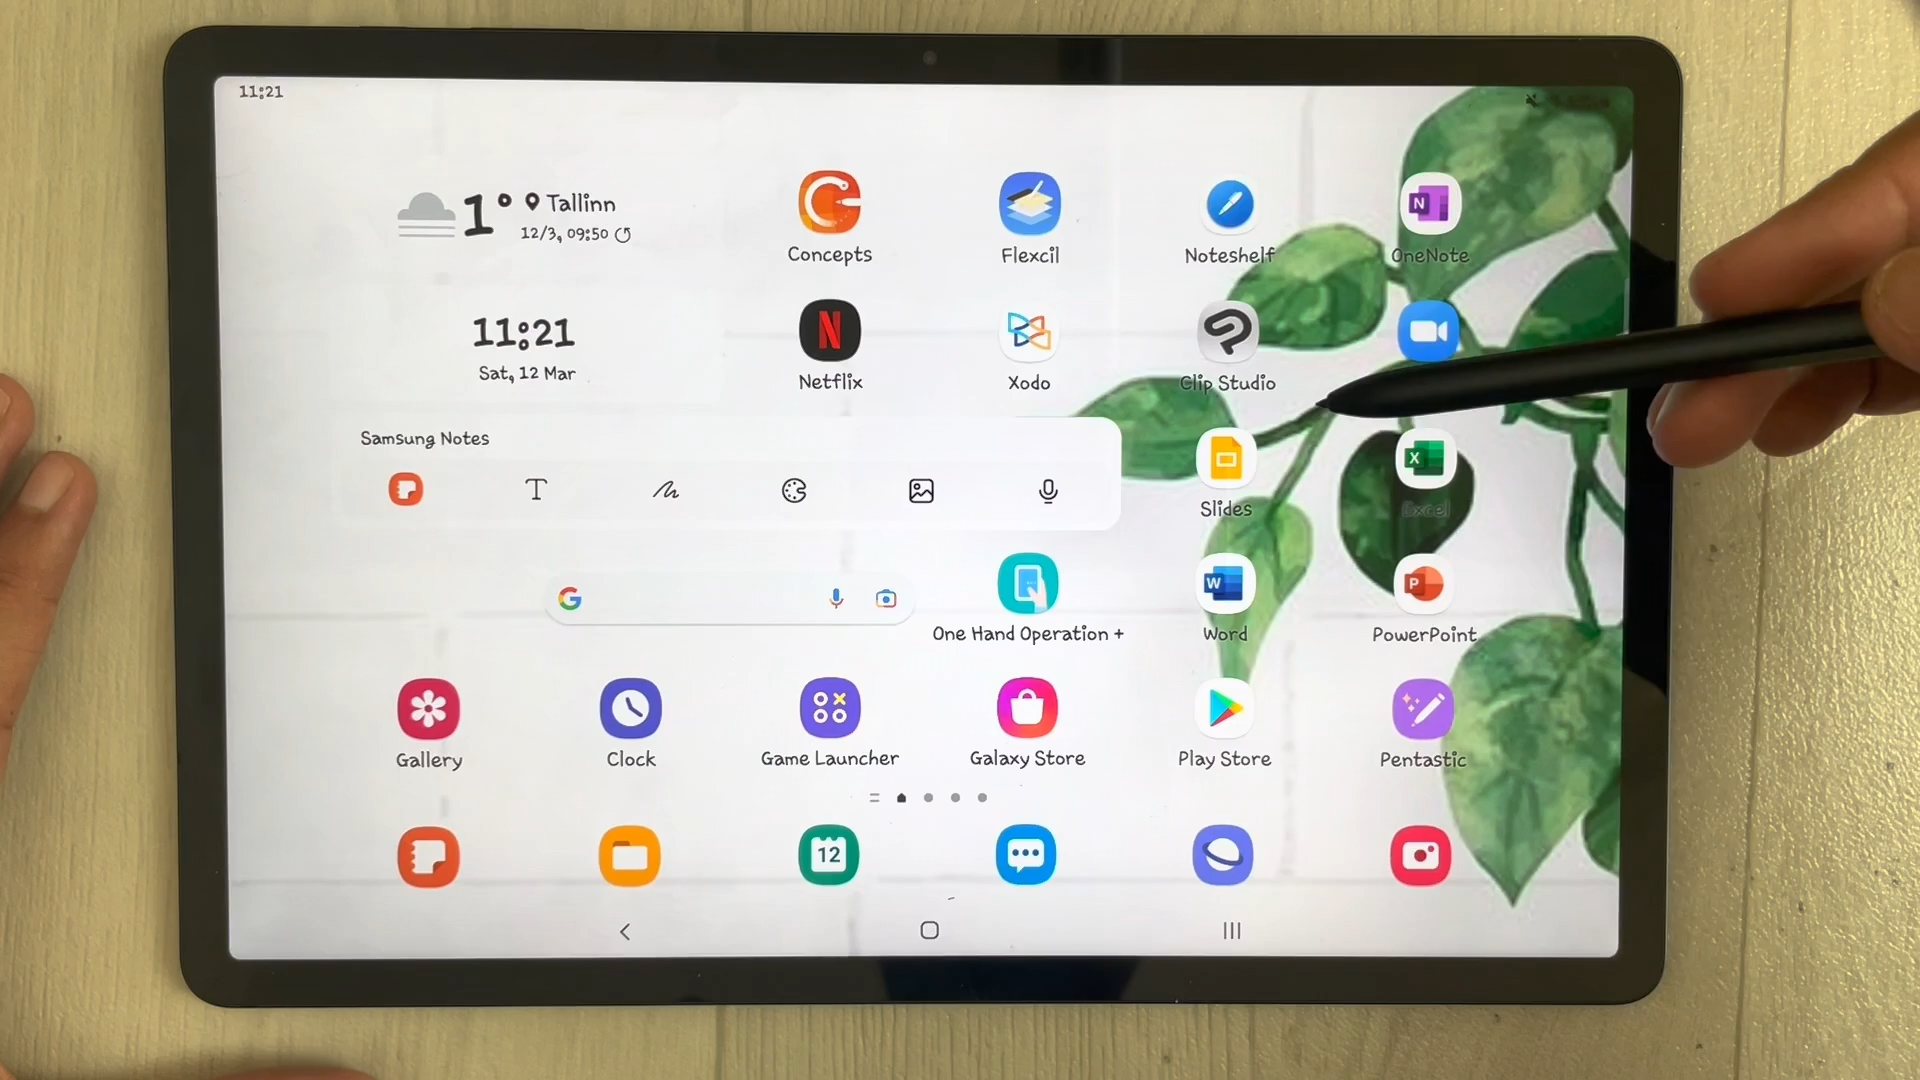 11:21
1° Tallinn
12/3, 09:50
Concepts
Flexcil
Noteshelf
N
OneNote
11:21
Sat, 12 Mar
N
Netflix
Xodo
Clip Studio
Samsung Notes
T
Slides
X
Excel
G
One Hand Operation +
W
Word
P
PowerPoint
Gallery
Clock
Game Launcher
Galaxy Store
Play Store
Pentastic
12